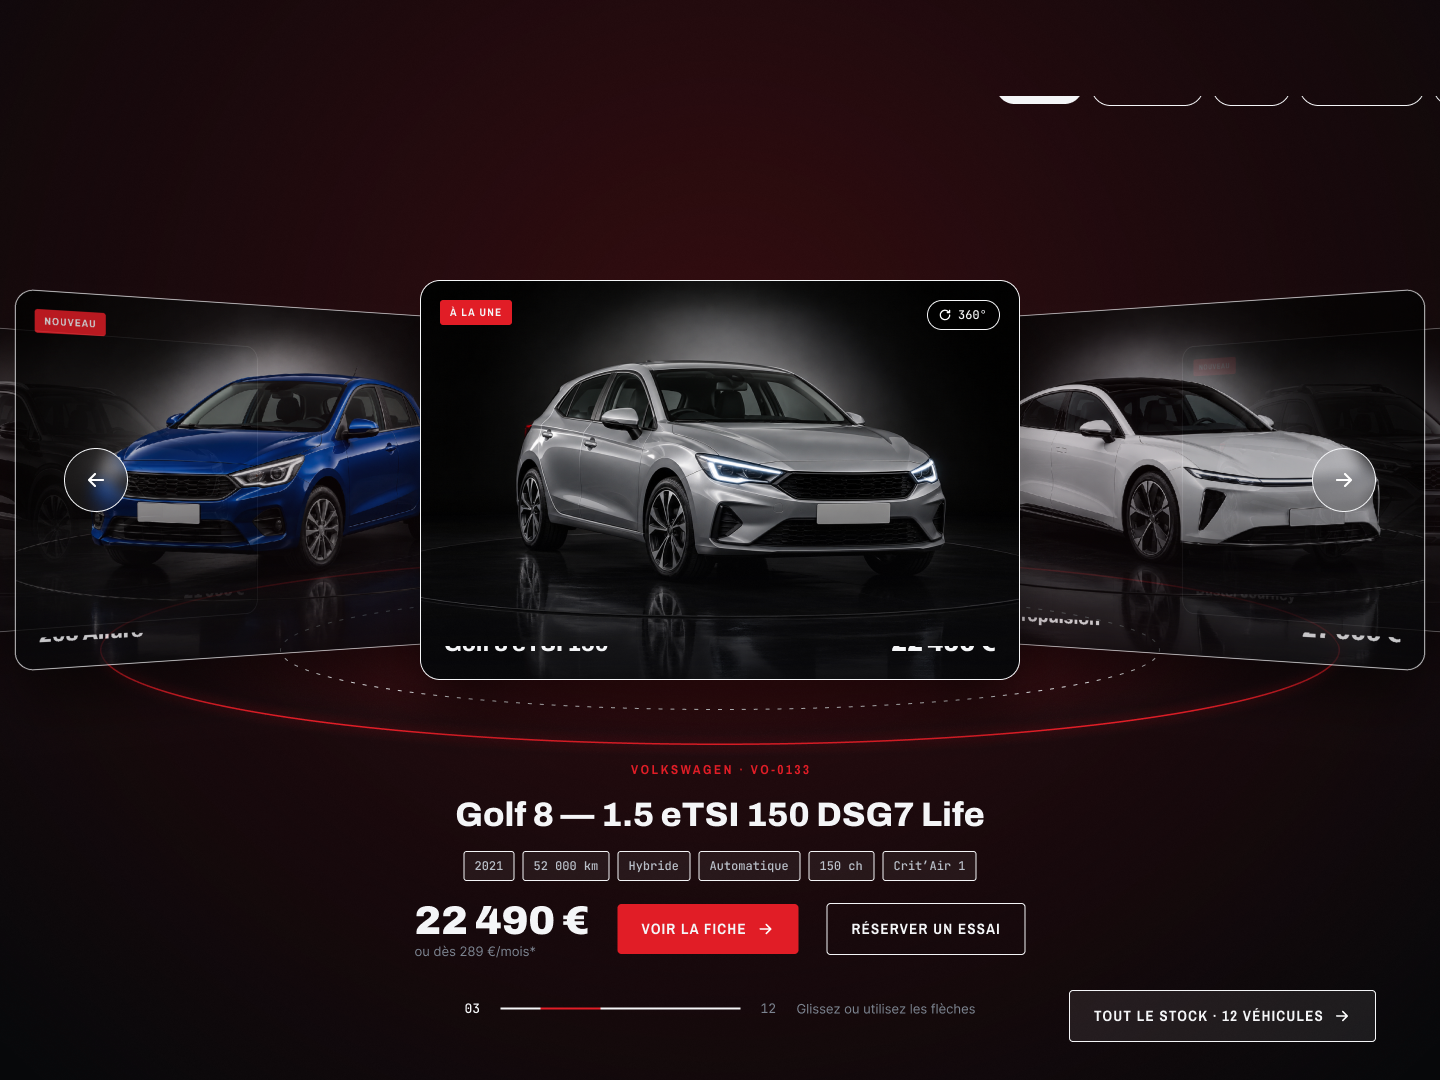 NOUVEAU
À LA UNE
360°
VOLKSWAGEN · VO-0133
Golf 8 — 1.5 eTSI 150 DSG7 Life
2021
52 000 km
Hybride
Automatique
150 ch
Crit’Air 1
22 490 €
ou dès 289 €/mois*
VOIR LA FICHE
RÉSERVER UN ESSAI
03
12
Glissez ou utilisez les flèches
TOUT LE STOCK · 12 VÉHICULES